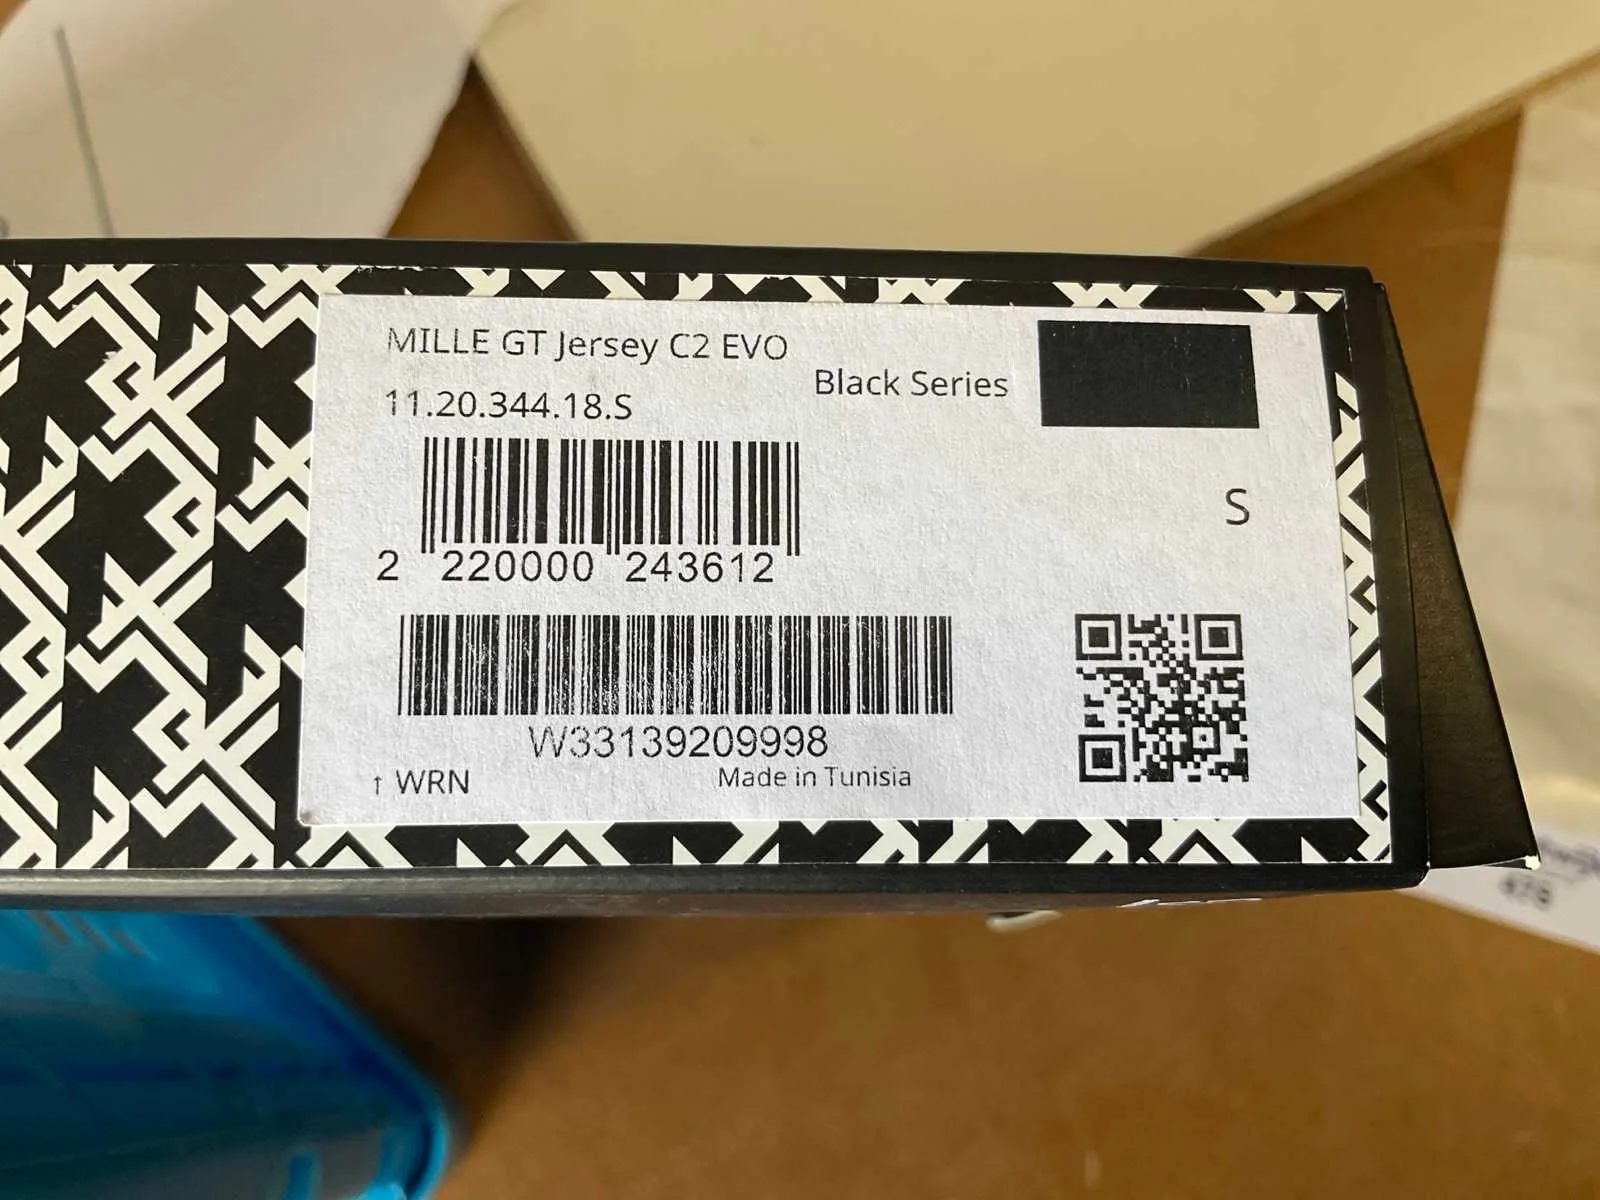 MILLE GT Jersey C2 EVO
Black Series
11.20.344.18.S
S
2 220000 243612
W33139209998
↑ WRN
Made in Tunisia